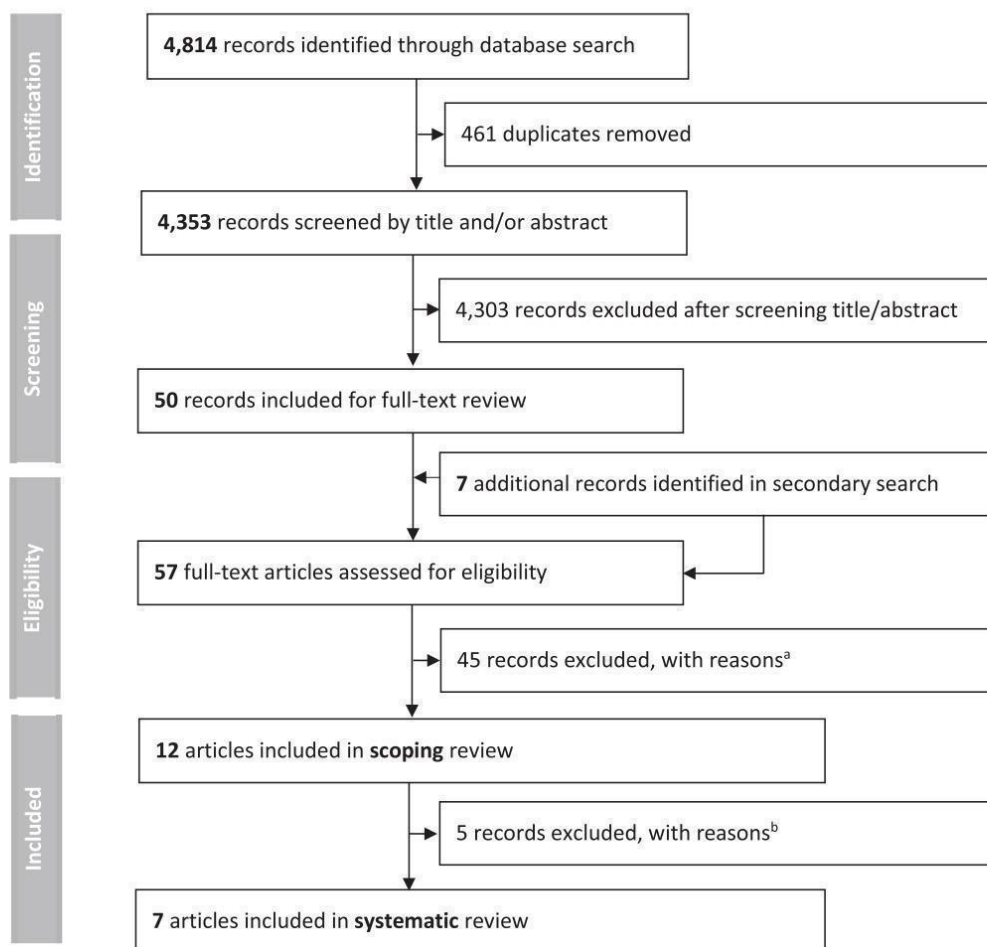 Identification
4,814 records identified through database search
461 duplicates removed
4,353 records screened by title and/or abstract
Screening
4,303 records excluded after screening title/abstract
50 records included for full-text review
7 additional records identified in secondary search
Eligibility
57 full-text articles assessed for eligibility
45 records excluded, with reasonsᵃ
Included
12 articles included in scoping review
5 records excluded, with reasonsᵇ
7 articles included in systematic review